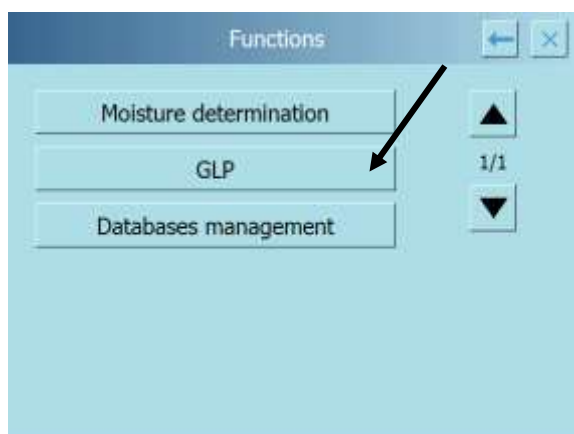 Functions
Moisture determination
GLP
1/1
Databases management